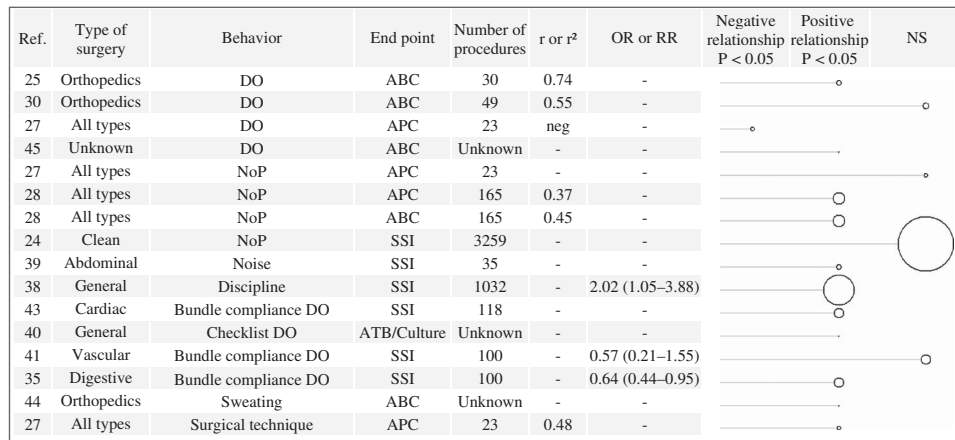 Ref. Type of surgery Behavior End point Number of procedures r or r² OR or RR Negative relationship P < 0.05 Positive relationship P < 0.05 NS
25 Orthopedics DO ABC 30 0.74 -
30 Orthopedics DO ABC 49 0.55 -
27 All types DO APC 23 neg -
45 Unknown DO ABC Unknown - -
27 All types NoP APC 23 - -
28 All types NoP APC 165 0.37 -
28 All types NoP ABC 165 0.45 -
24 Clean NoP SSI 3259 - -
39 Abdominal Noise SSI 35 - -
38 General Discipline SSI 1032 - 2.02 (1.05–3.88)
43 Cardiac Bundle compliance DO SSI 118 - -
40 General Checklist DO ATB/Culture Unknown - -
41 Vascular Bundle compliance DO SSI 100 - 0.57 (0.21–1.55)
35 Digestive Bundle compliance DO SSI 100 - 0.64 (0.44–0.95)
44 Orthopedics Sweating ABC Unknown - -
27 All types Surgical technique APC 23 0.48 -